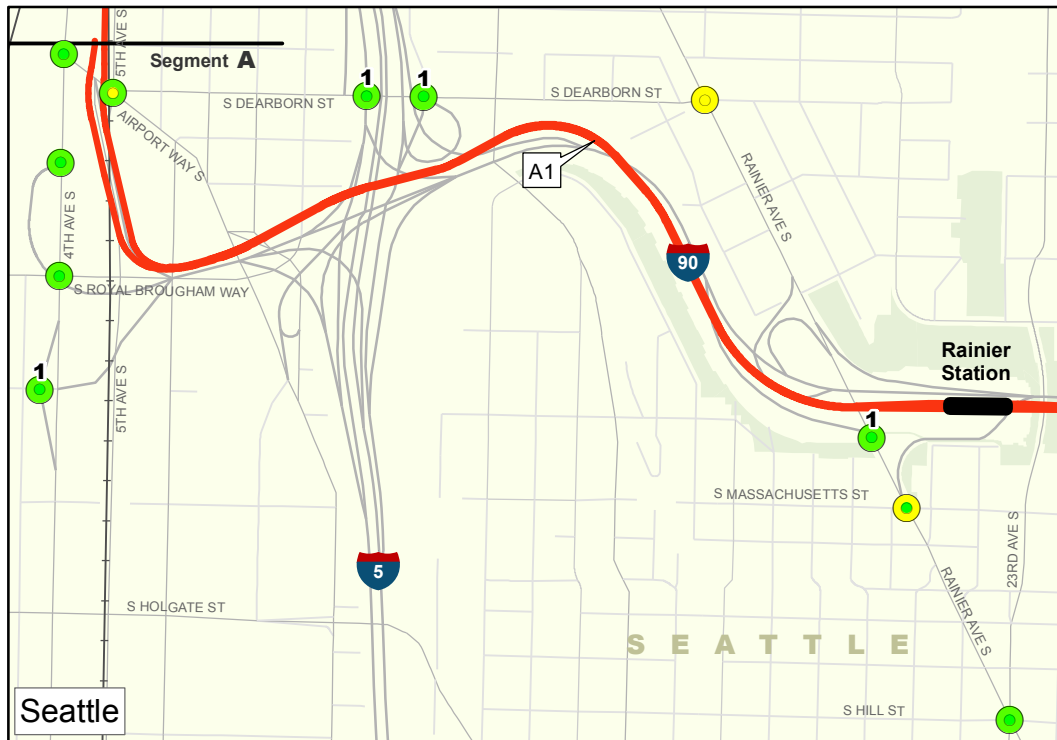 5TH AVE S
Segment A
1
1
S DEARBORN ST
S DEARBORN ST
AIRPORT WAY S
A1
RAINIER AVE S
4TH AVE S
90
S ROYAL BROUGHAM WAY
Rainier
Station
1
5TH AVE S
1
S MASSACHUSETTS ST
5
23RD AVE S
RAINIER AVE S
S HOLGATE ST
SEATTLE
Seattle
S HILL ST